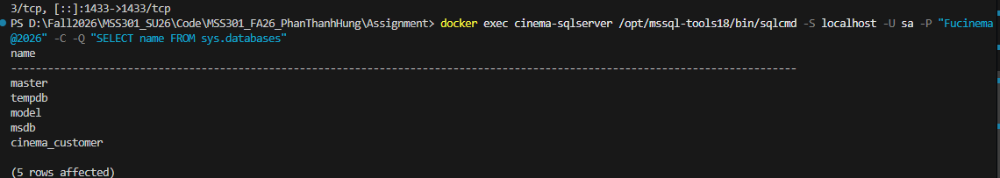 3/tcp, [::]:1433->1433/tcp
PS D:\Fall2026\MSS301_SU26\Code\MSS301_FA26_PhanThanhHung\Assignment> docker exec cinema-sqlserver /opt/mssql-tools18/bin/sqlcmd -S localhost -U sa -P "Fucinema
@2026" -C -Q "SELECT name FROM sys.databases"
name
--------------------------------------------------------------------------------------------------------------------------------
master
tempdb
model
msdb
cinema_customer
(5 rows affected)